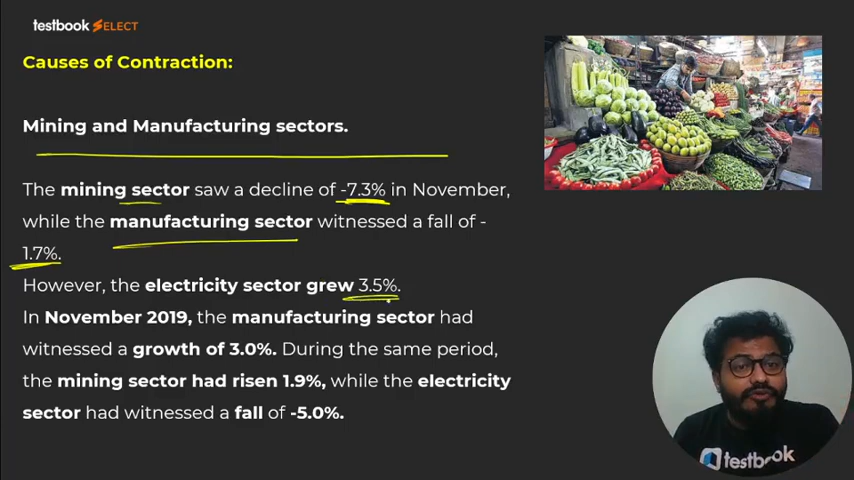 testbook SELECT
Causes of Contraction:
Mining and Manufacturing sectors.
The mining sector saw a decline of -7.3% in November,
while the manufacturing sector witnessed a fall of -
1.7%.
However, the electricity sector grew 3.5%.
In November 2019, the manufacturing sector had
witnessed a growth of 3.0%. During the same period,
the mining sector had risen 1.9%, while the electricity
sector had witnessed a fall of -5.0%.
testbook